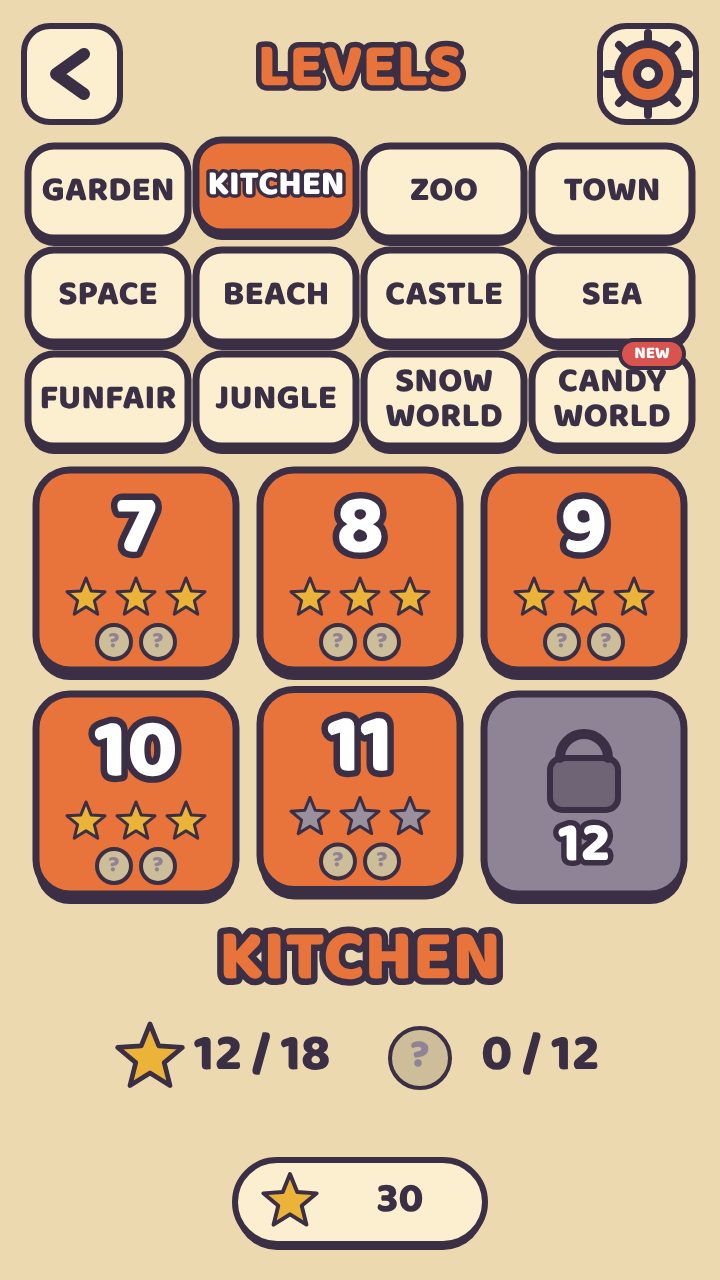 LEVELS
GARDEN
KITCHEN
ZOO
TOWN
SPACE
BEACH
CASTLE
SEA
NEW
FUNFAIR
JUNGLE
SNOW
WORLD
CANDY
WORLD
7
8
9
? ?
? ?
? ?
10
11
12
? ?
? ?
KITCHEN
12 / 18
? 0 / 12
30